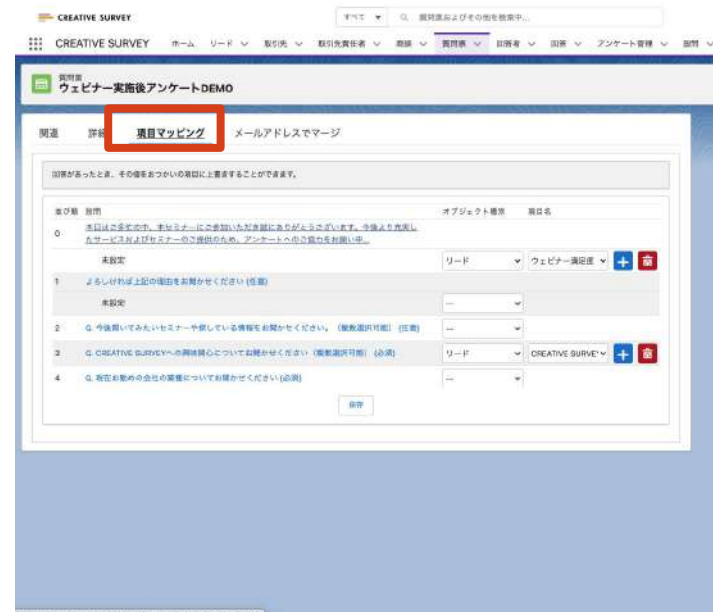 CREATIVE SURVEY
すべて
質問票およびその他を検索中...
CREATIVE SURVEY ホーム リード 取引先 取引先責任者 商談 質問票 回答者 回答 アンケート管理 設問
質問票
ウェビナー実施後アンケートDEMO
関連 詳細 項目マッピング メールアドレスでマージ
回答があったとき、その値をおつかいの項目に上書きすることができます。
並び順 設問 オブジェクト種別 項目名
0 本日はご多忙の中、本セミナーにご参加いただき誠にありがとうございます。今後より充実し
たサービスおよびセミナーのご提供のため、アンケートへのご協力をお願い申...
未設定 リード ウェビナー満足度
1 よろしければ上記の理由をお聞かせください (任意)
未設定 ---
2 Q. 今後聞いてみたいセミナーや探している情報をお聞かせください。（複数選択可能） (任意) ---
3 Q. CREATIVE SURVEYへの興味関心についてお聞かせください（複数選択可能） (必須) リード CREATIVE SURVE
4 Q. 現在お勤めの会社の業種についてお聞かせください (必須) ---
保存